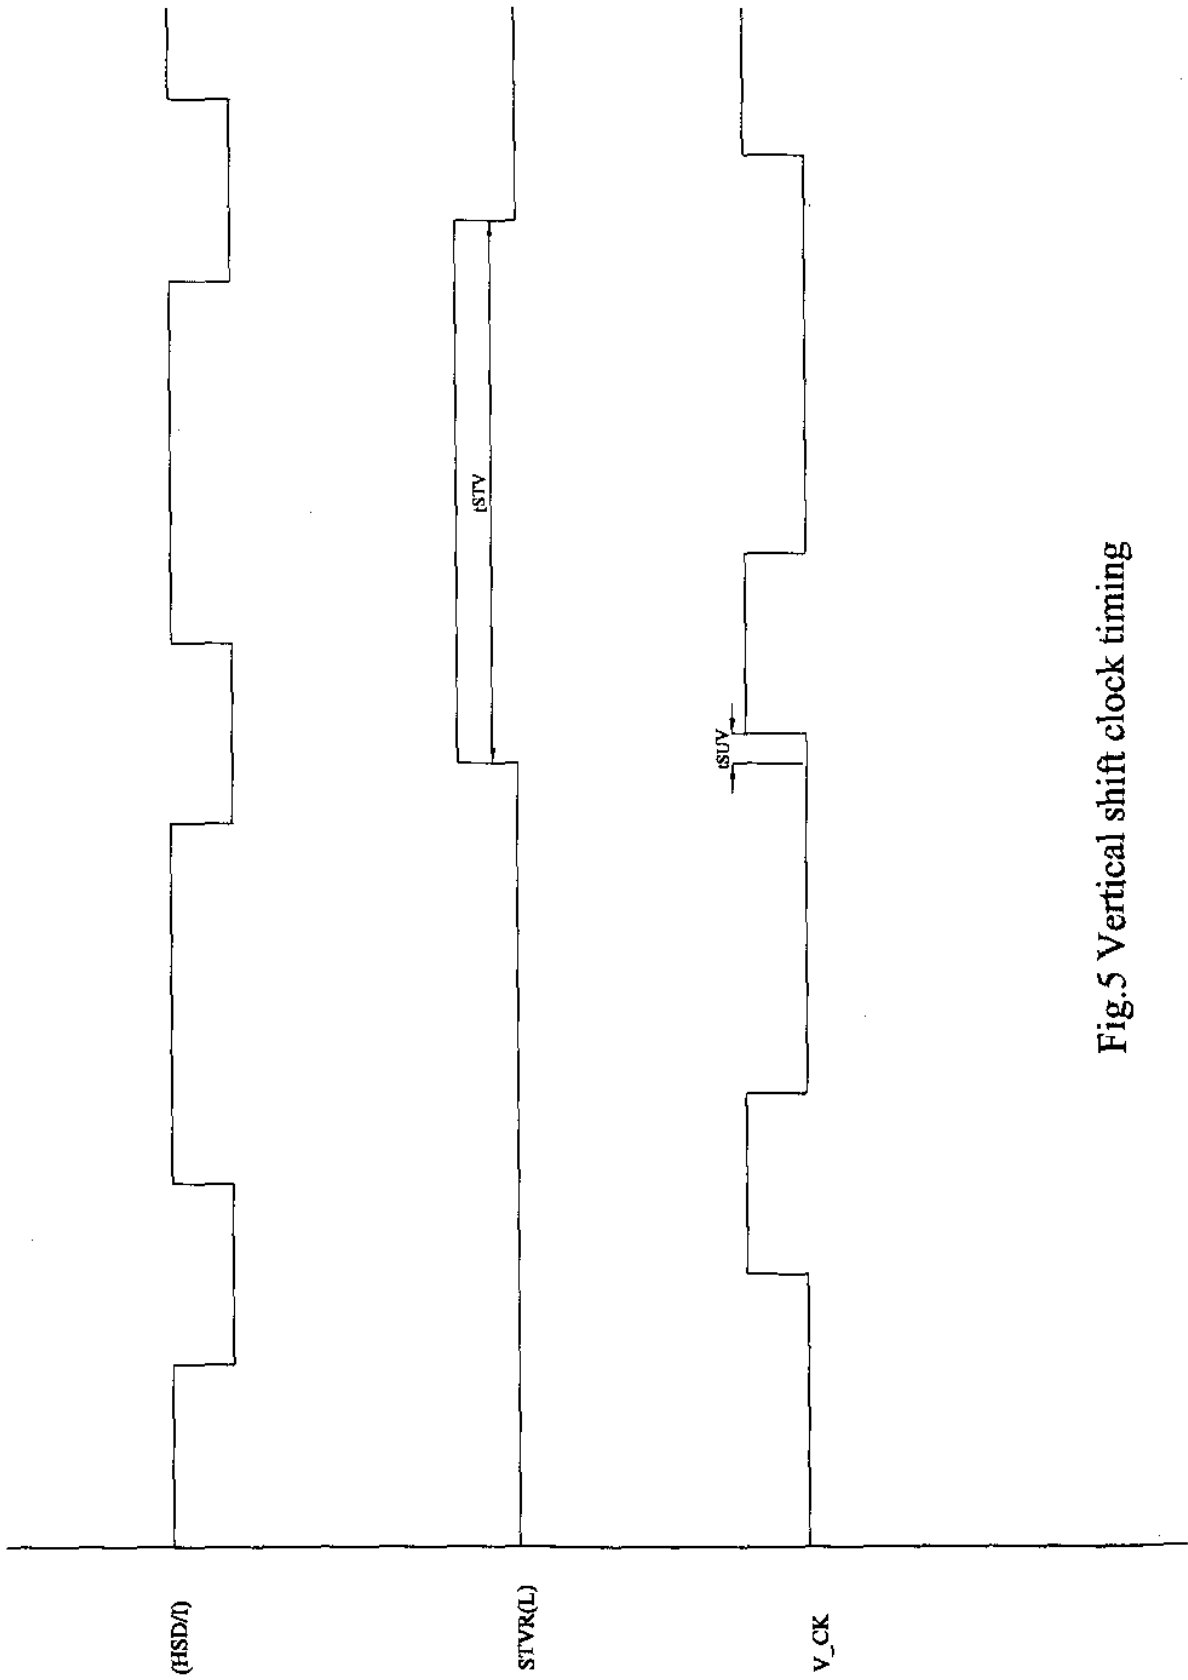 (HSD/I)
STVR(L)
tSTV
V_CK
tSUV
Fig.5 Vertical shift clock timing